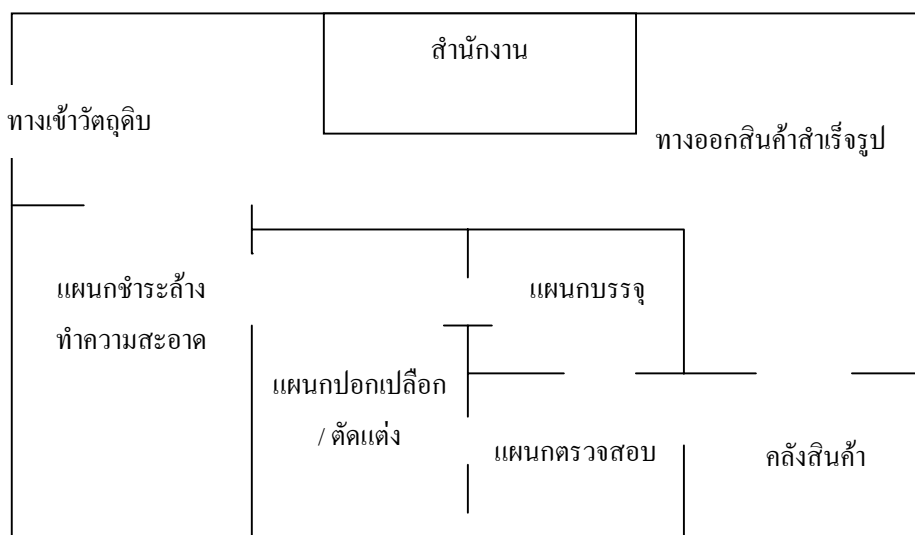 สำนักงาน
ทางเข้าวัตถุดิบ
ทางออกสินค้าสำเร็จรูป
แผนกชำระล้าง
ทำความสะอาด
แผนกบรรจุ
แผนกปอกเปลือก
/ ตัดแต่ง
แผนกตรวจสอบ
คลังสินค้า